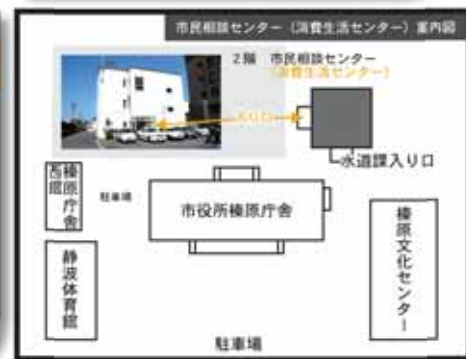 市民相談センター（消費生活センター）案内図
2階 市民相談センター
（消費生活センター）
入り口
水道課入り口
榛原庁舎
西館
駐車場
市役所榛原庁舎
静波体育館
榛原文化センター
駐車場